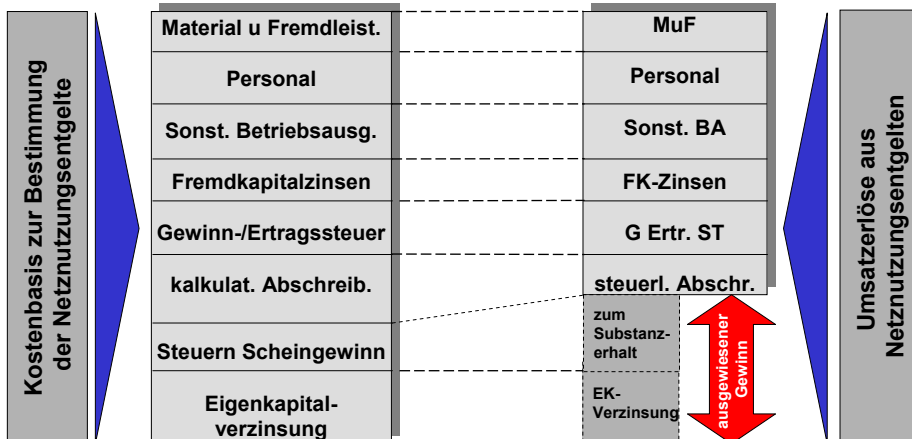 Kostenbasis zur Bestimmung
der Netznutzungsentgelte
Material u Fremdleist.
Personal
Sonst. Betriebsausg.
Fremdkapitalzinsen
Gewinn-/Ertragssteuer
kalkulat. Abschreib.
Steuern Scheingewinn
Eigenkapital-
verzinsung
MuF
Personal
Sonst. BA
FK-Zinsen
G Ertr. ST
steuerl. Abschr.
zum
Substanz-
erhalt
EK-
Verzinsung
ausgewiesener
Gewinn
Umsatzerlöse aus
Netznutzungsentgelten